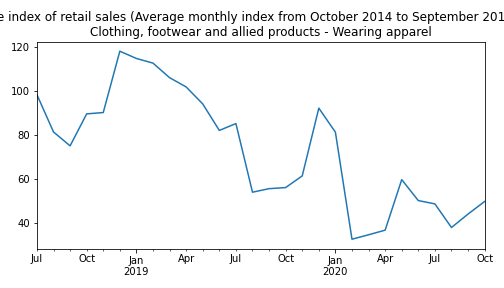 e index of retail sales (Average monthly index from October 2014 to September 201
Clothing, footwear and allied products - Wearing apparel
120
100
80
60
40
Jul Oct Jan Apr Jul Oct Jan Apr Jul Oct
2019 2020